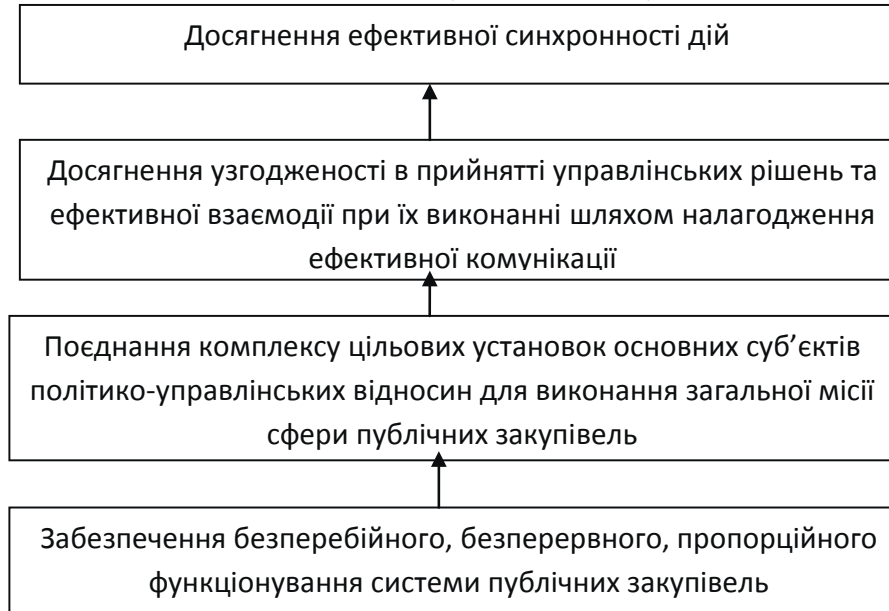 Досягнення ефективної синхронності дій
Досягнення узгодженості в прийнятті управлінських рішень та
ефективної взаємодії при їх виконанні шляхом налагодження
ефективної комунікації
Поєднання комплексу цільових установок основних суб’єктів
політико-управлінських відносин для виконання загальної місії
сфери публічних закупівель
Забезпечення безперебійного, безперервного, пропорційного
функціонування системи публічних закупівель